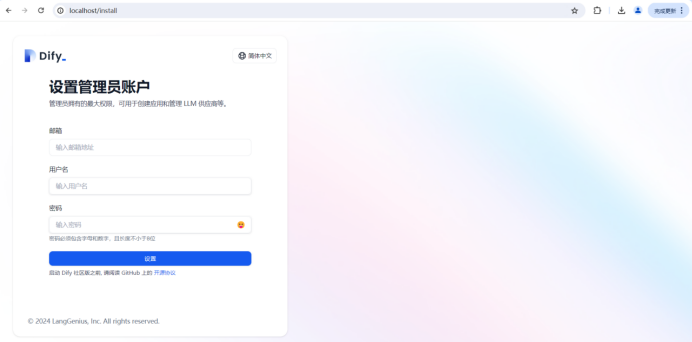 localhost/install
完成更新
Dify_
简体中文
设置管理员账户
管理员拥有的最大权限，可用于创建应用和管理 LLM 供应商等。
邮箱
输入邮箱地址
用户名
输入用户名
密码
输入密码
密码必须包含字母和数字，且长度不小于8位
设置
启动 Dify 社区版之前, 请阅读 GitHub 上的 开源协议
© 2024 LangGenius, Inc. All rights reserved.